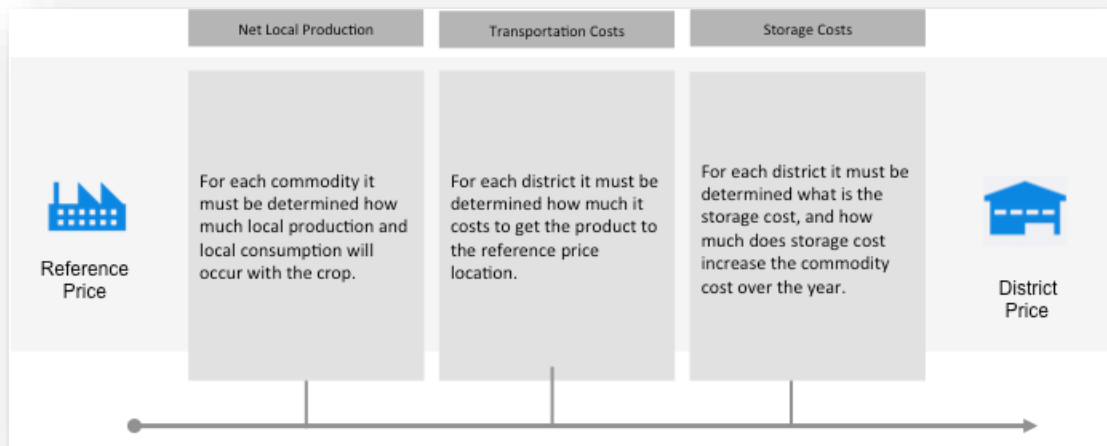 Net Local Production
Transportation Costs
Storage Costs
For each commodity it
must be determined how
much local production and
local consumption will
occur with the crop.
For each district it must be
determined how much it
costs to get the product to
the reference price
location.
For each district it must be
determined what is the
storage cost, and how
much does storage cost
increase the commodity
cost over the year.
Reference
Price
District
Price